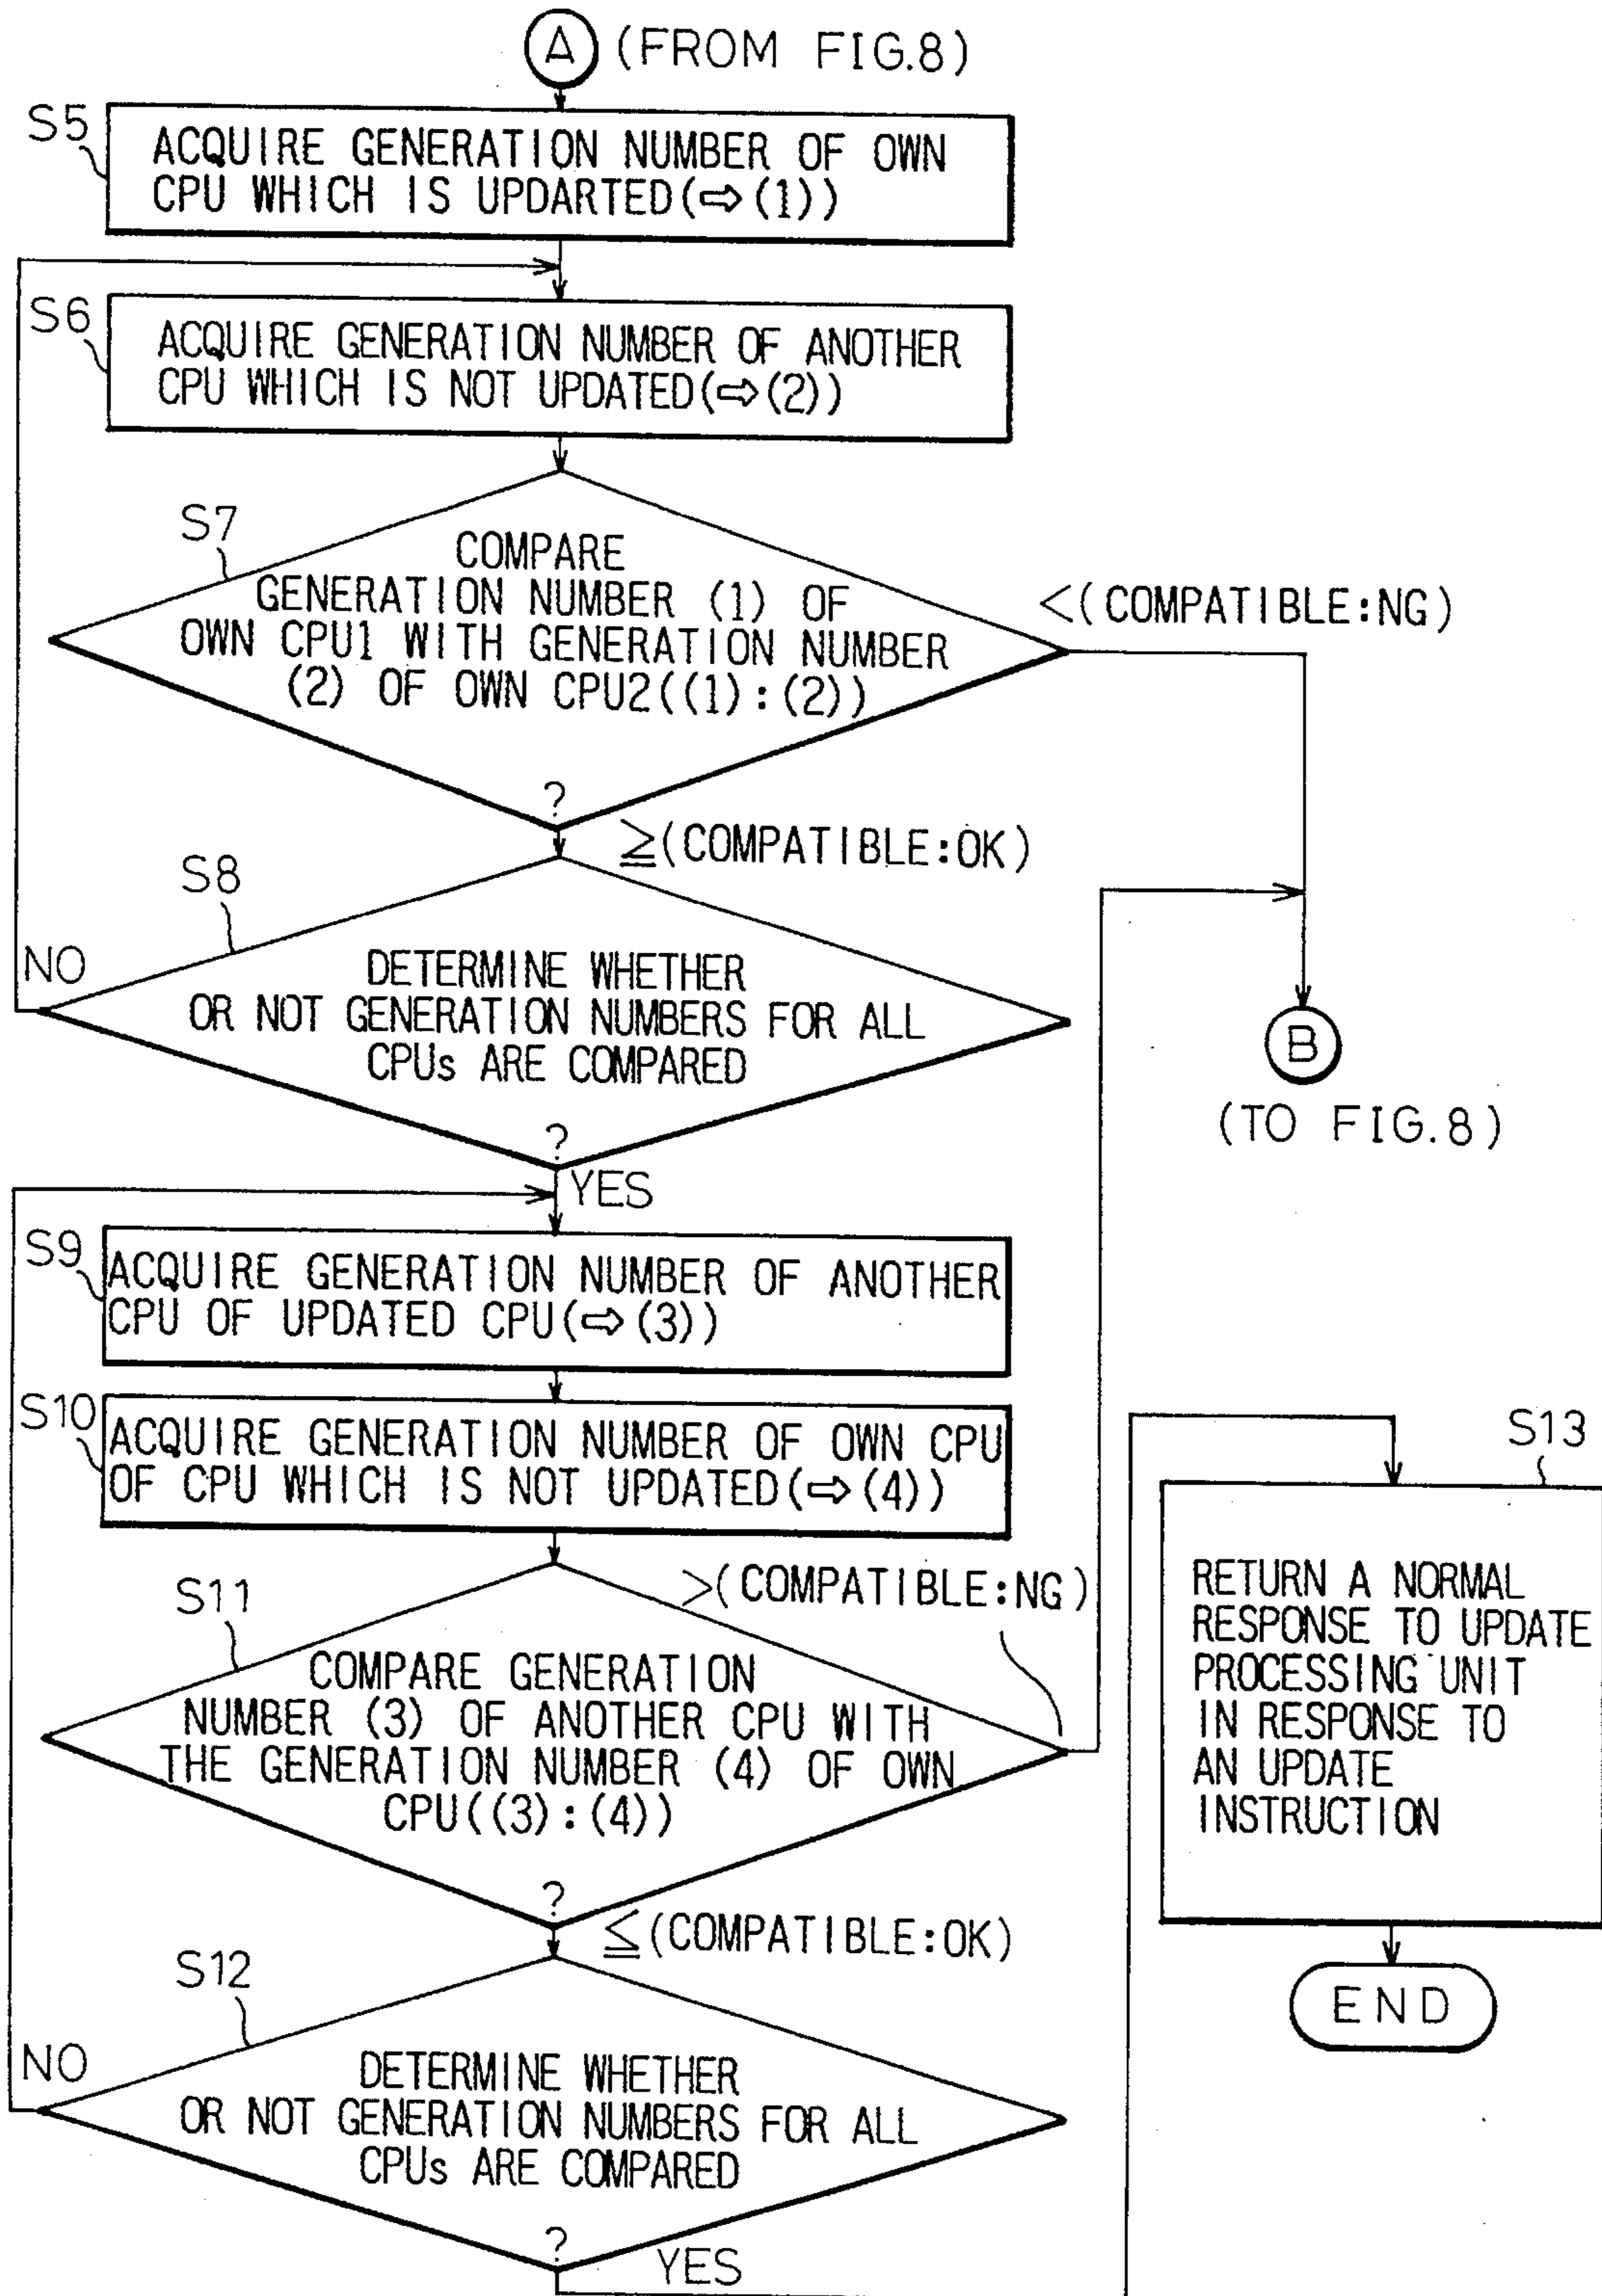 A (FROM FIG.8)
S5
ACQUIRE GENERATION NUMBER OF OWN
CPU WHICH IS UPDARTED(⇨(1))
S6
ACQUIRE GENERATION NUMBER OF ANOTHER
CPU WHICH IS NOT UPDATED(⇨(2))
S7
COMPARE
GENERATION NUMBER (1) OF
OWN CPU1 WITH GENERATION NUMBER
(2) OF OWN CPU2((1):(2))
?
<(COMPATIBLE:NG)
≧(COMPATIBLE:OK)
S8
NO
DETERMINE WHETHER
OR NOT GENERATION NUMBERS FOR ALL
CPUs ARE COMPARED
?
YES
B
(TO FIG.8)
S9
ACQUIRE GENERATION NUMBER OF ANOTHER
CPU OF UPDATED CPU(⇨(3))
S10
ACQUIRE GENERATION NUMBER OF OWN CPU
OF CPU WHICH IS NOT UPDATED(⇨(4))
S11
>(COMPATIBLE:NG)
COMPARE GENERATION
NUMBER (3) OF ANOTHER CPU WITH
THE GENERATION NUMBER (4) OF OWN
CPU((3):(4))
?
≦(COMPATIBLE:OK)
S12
NO
DETERMINE WHETHER
OR NOT GENERATION NUMBERS FOR ALL
CPUs ARE COMPARED
?
YES
S13
RETURN A NORMAL
RESPONSE TO UPDATE
PROCESSING UNIT
IN RESPONSE TO
AN UPDATE
INSTRUCTION
END